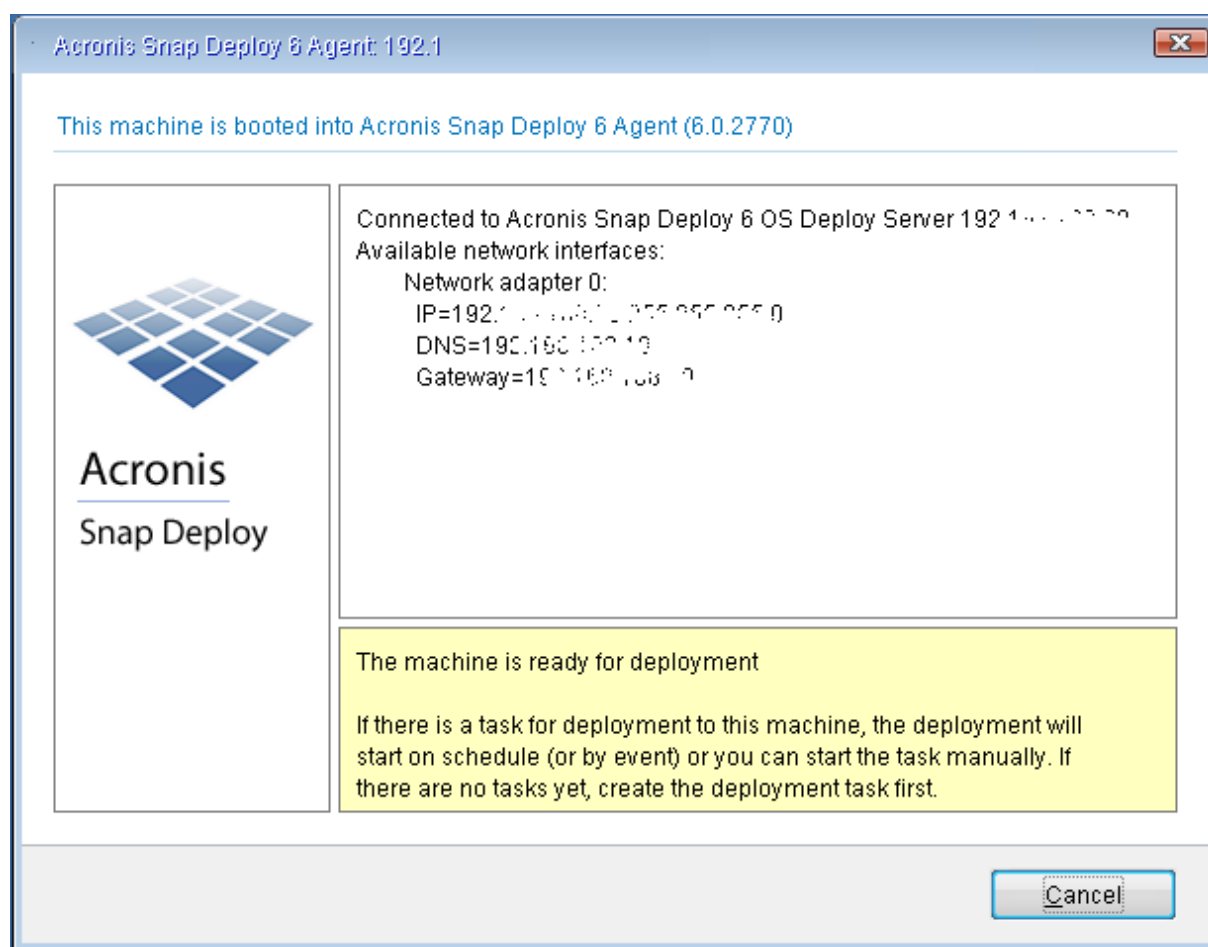 Acronis Snap Deploy 6 Agent: 192.1
This machine is booted into Acronis Snap Deploy 6 Agent (6.0.2770)
Acronis
Snap Deploy
Connected to Acronis Snap Deploy 6 OS Deploy Server 192
Available network interfaces:
Network adapter 0:
IP=192.
DNS=
Gateway=
The machine is ready for deployment
If there is a task for deployment to this machine, the deployment will
start on schedule (or by event) or you can start the task manually. If
there are no tasks yet, create the deployment task first.
Cancel